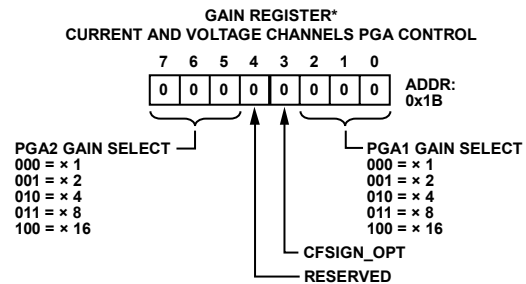 GAIN REGISTER*
CURRENT AND VOLTAGE CHANNELS PGA CONTROL
7 6 5 4 3 2 1 0
0 0 0 0 0 0 0 0
ADDR:
0x1B
PGA2 GAIN SELECT
000 = × 1
001 = × 2
010 = × 4
011 = × 8
100 = × 16
PGA1 GAIN SELECT
000 = × 1
001 = × 2
010 = × 4
011 = × 8
100 = × 16
CFSIGN_OPT
RESERVED